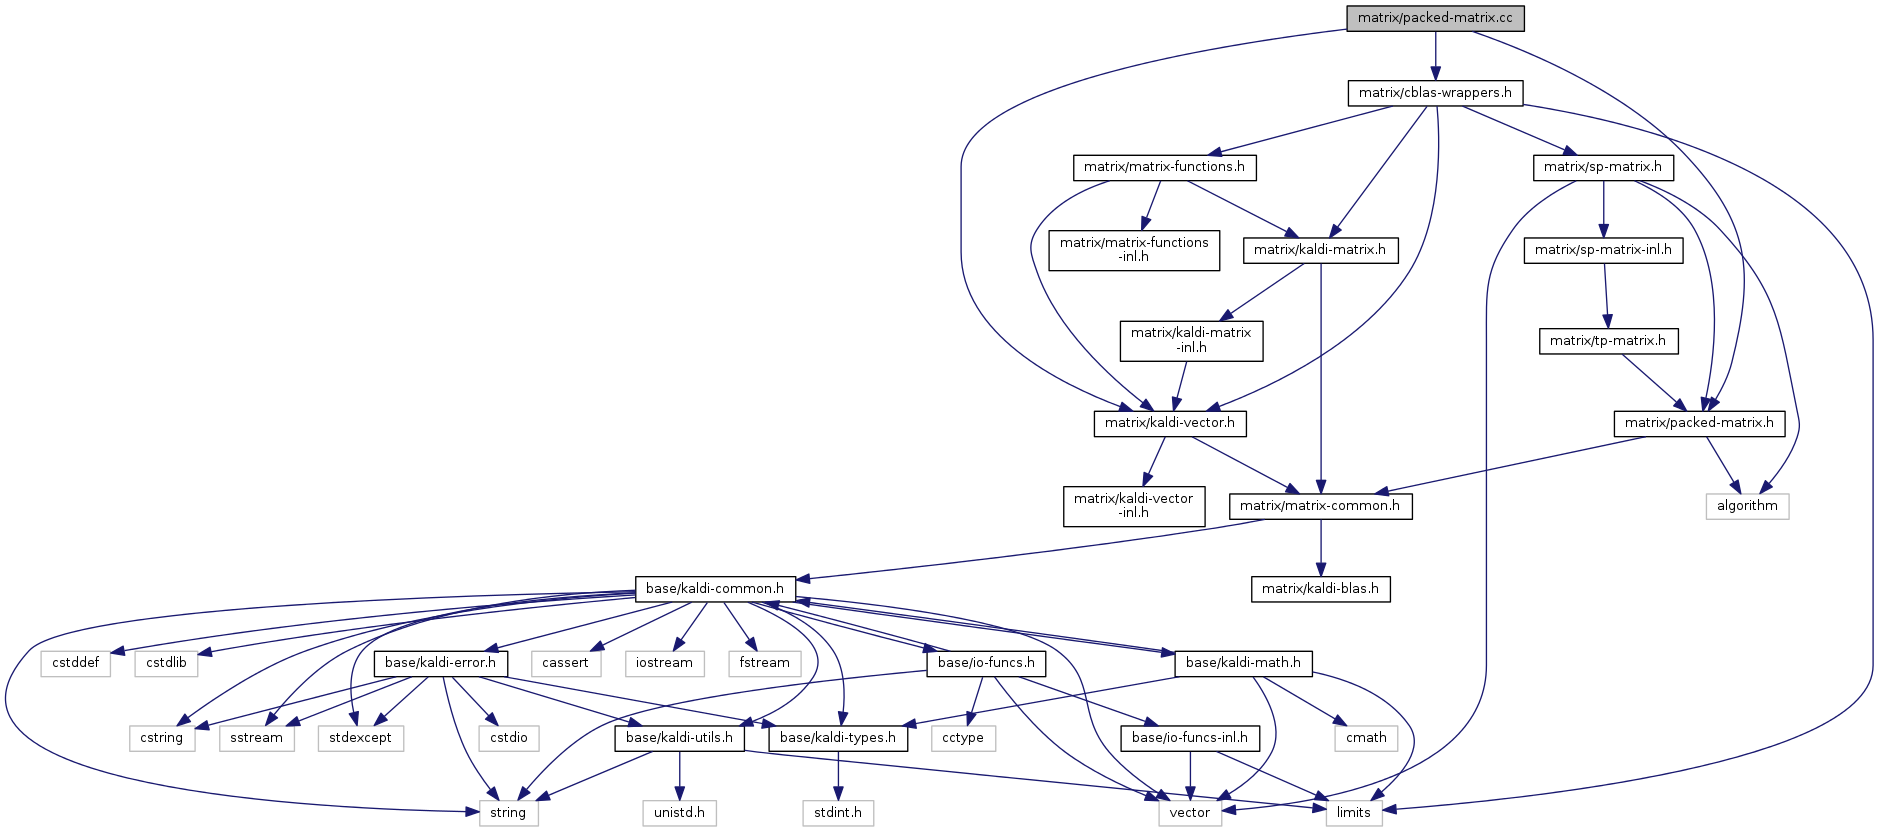 matrix/packed-matrix.cc
matrix/cblas-wrappers.h
matrix/matrix-functions.h
matrix/sp-matrix.h
matrix/matrix-functions
-inl.h
matrix/kaldi-matrix.h
matrix/sp-matrix-inl.h
matrix/kaldi-matrix
-inl.h
matrix/tp-matrix.h
matrix/kaldi-vector.h
matrix/packed-matrix.h
matrix/kaldi-vector
-inl.h
matrix/matrix-common.h
algorithm
base/kaldi-common.h
matrix/kaldi-blas.h
cstddef
cstdlib
base/kaldi-error.h
cassert
iostream
fstream
base/io-funcs.h
base/kaldi-math.h
cstring
sstream
stdexcept
cstdio
base/kaldi-utils.h
base/kaldi-types.h
cctype
base/io-funcs-inl.h
cmath
string
unistd.h
stdint.h
vector
limits